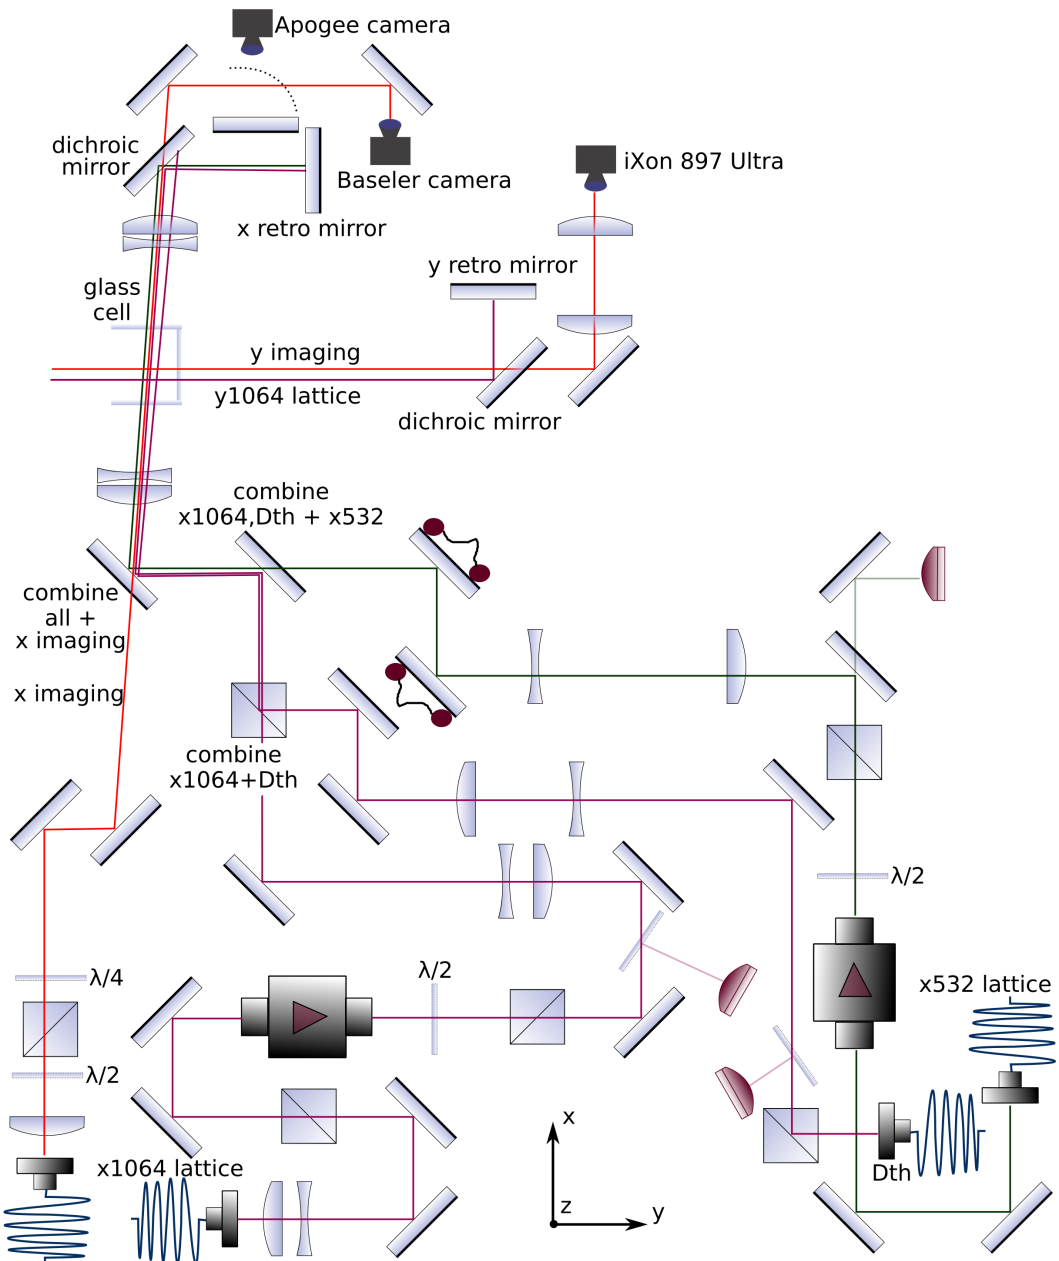 Apogee camera
dichroic
mirror
Baseler camera
iXon 897 Ultra
x retro mirror
y retro mirror
glass
cell
y imaging
y1064 lattice
dichroic mirror
combine
x1064,Dth + x532
combine
all +
x imaging
x imaging
combine
x1064+Dth
λ/2
λ/4
λ/2
x532 lattice
λ/2
x1064 lattice
x
z
y
Dth